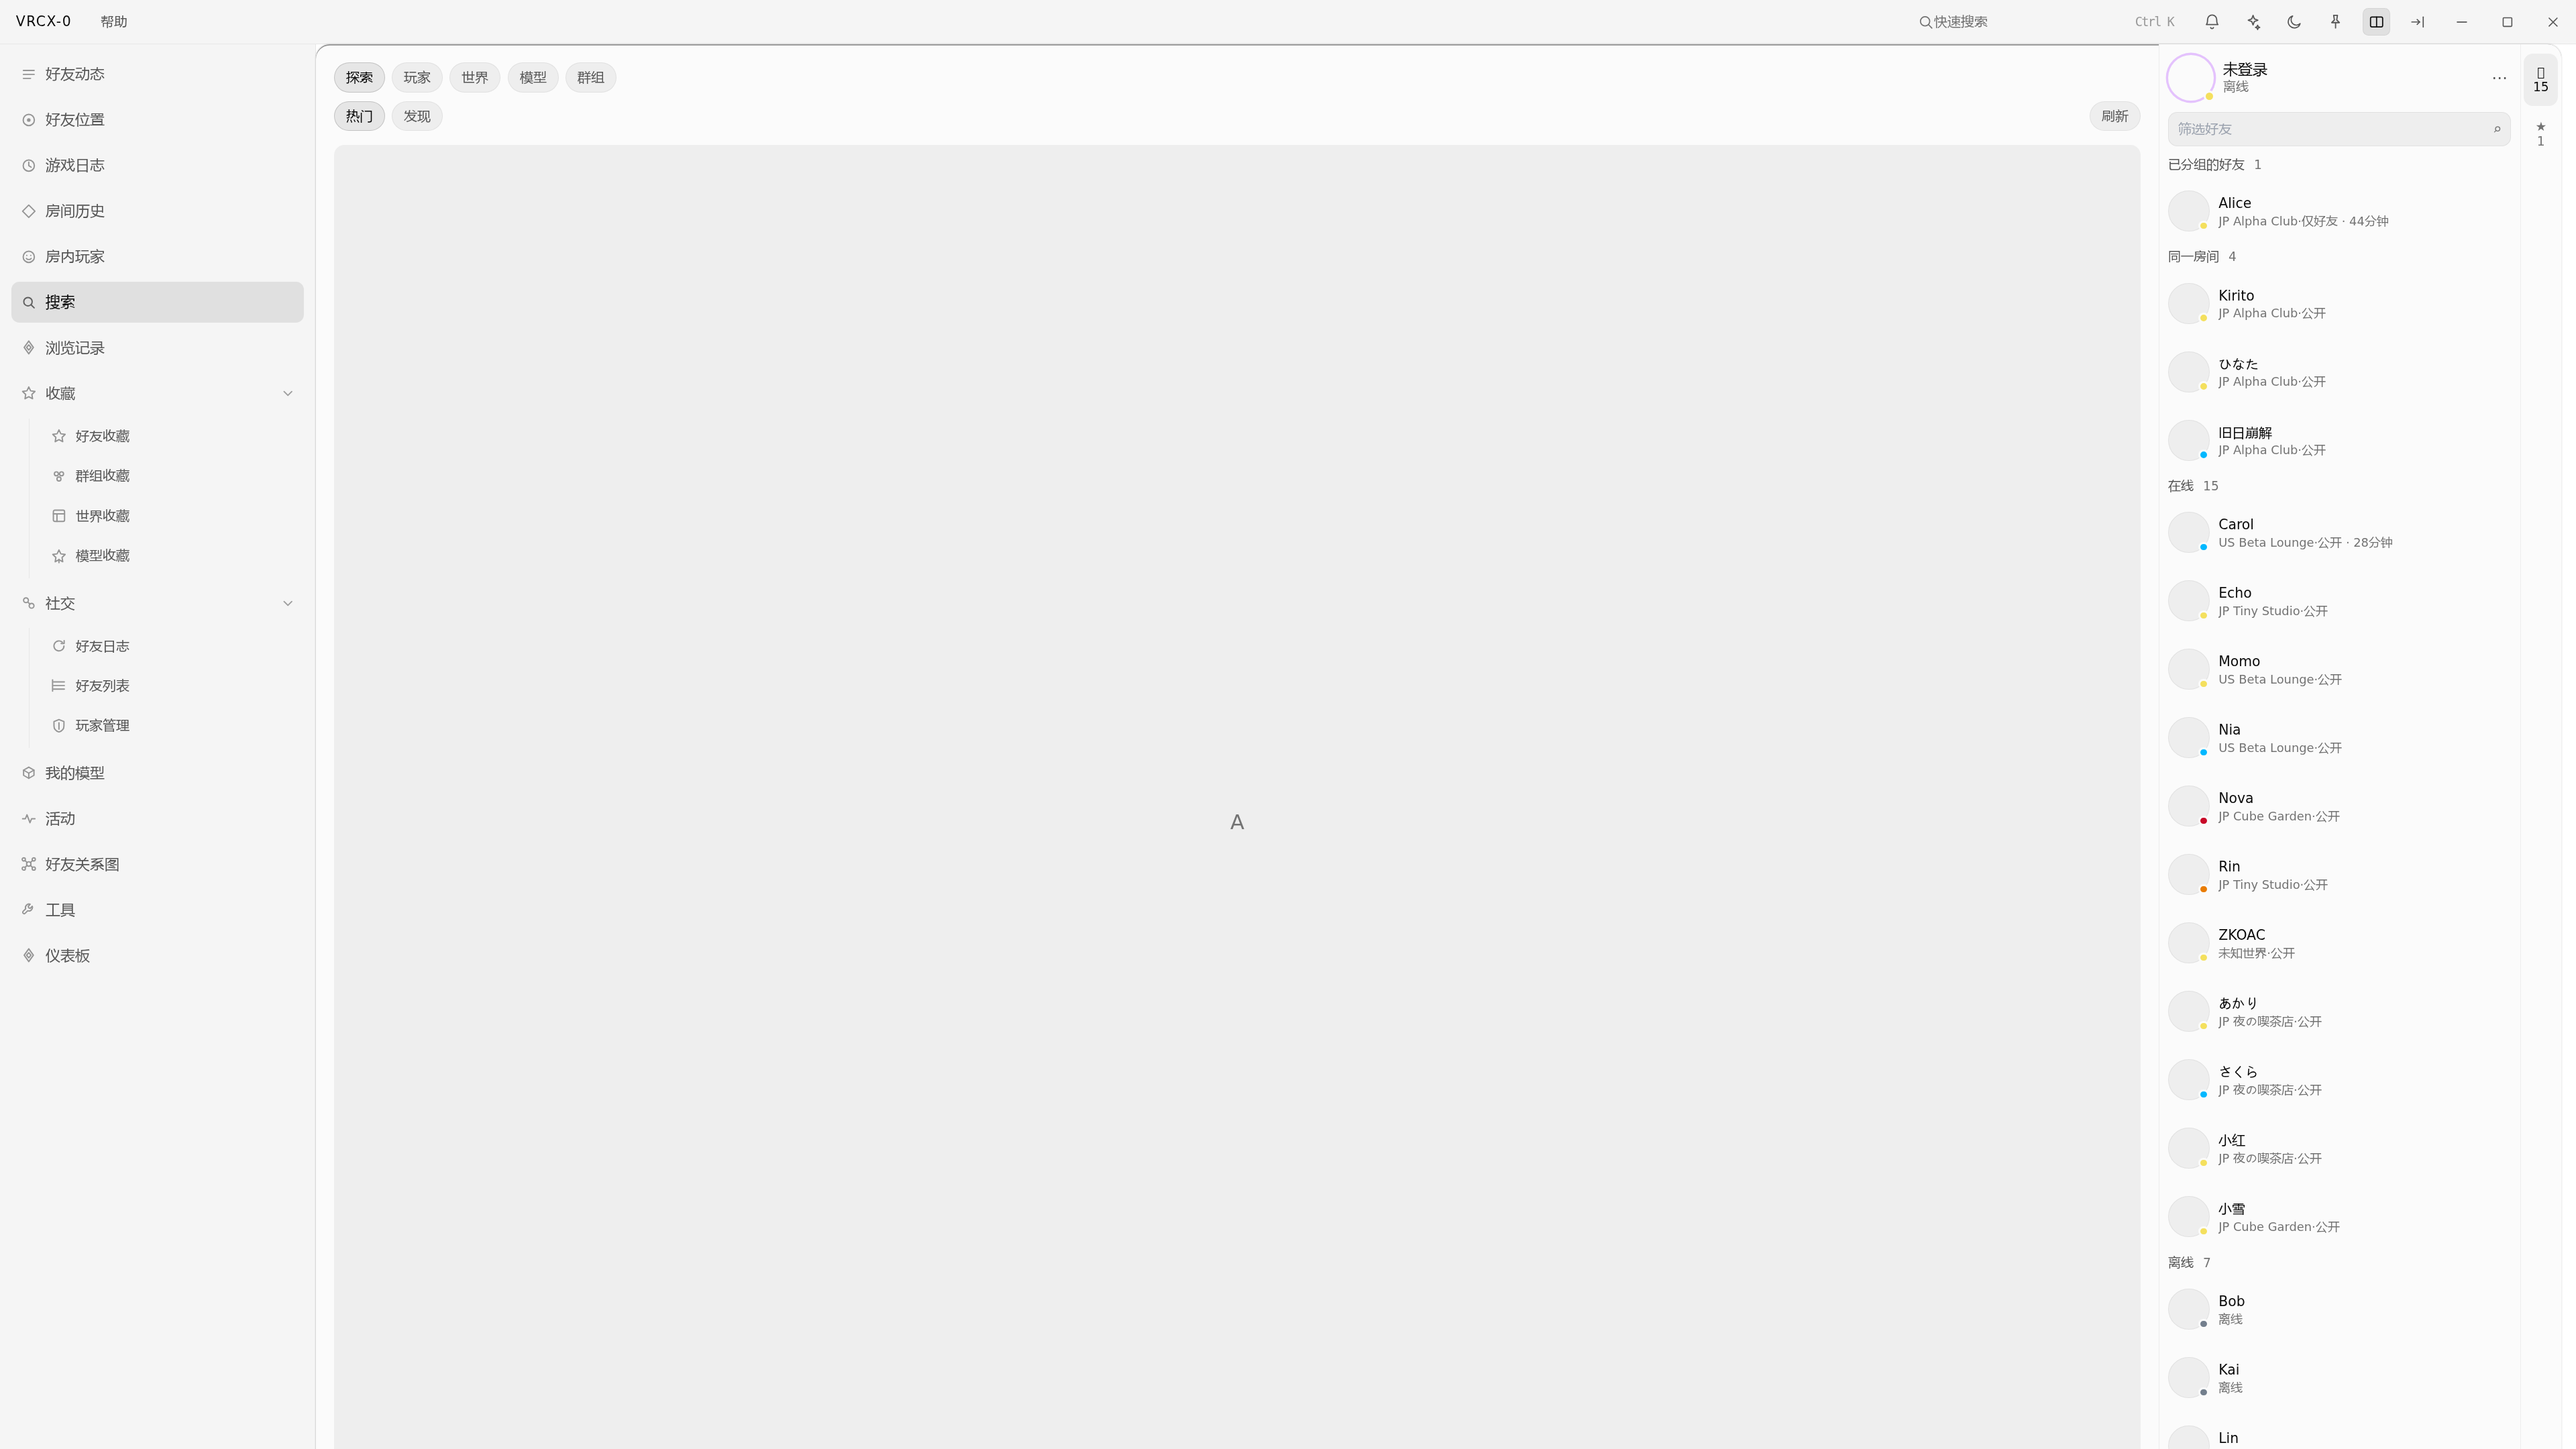 VRCX-0 帮助 快速搜索 Ctrl K
好友动态
好友位置
游戏日志
房间历史
房内玩家
搜索
浏览记录
收藏
好友收藏
群组收藏
世界收藏
模型收藏
社交
好友日志
好友列表
玩家管理
我的模型
活动
好友关系图
工具
仪表板
探索 玩家 世界 模型 群组
热门 发现 刷新
A
未登录
离线
筛选好友
已分组的好友 1
Alice
JP Alpha Club·仅好友 · 44分钟
同一房间 4
Kirito
JP Alpha Club·公开
ひなた
JP Alpha Club·公开
旧日崩解
JP Alpha Club·公开
在线 15
Carol
US Beta Lounge·公开 · 28分钟
Echo
JP Tiny Studio·公开
Momo
US Beta Lounge·公开
Nia
US Beta Lounge·公开
Nova
JP Cube Garden·公开
Rin
JP Tiny Studio·公开
ZKOAC
未知世界·公开
あかり
JP 夜の喫茶店·公开
さくら
JP 夜の喫茶店·公开
小红
JP 夜の喫茶店·公开
小雪
JP Cube Garden·公开
离线 7
Bob
离线
Kai
离线
Lin
15
★
1